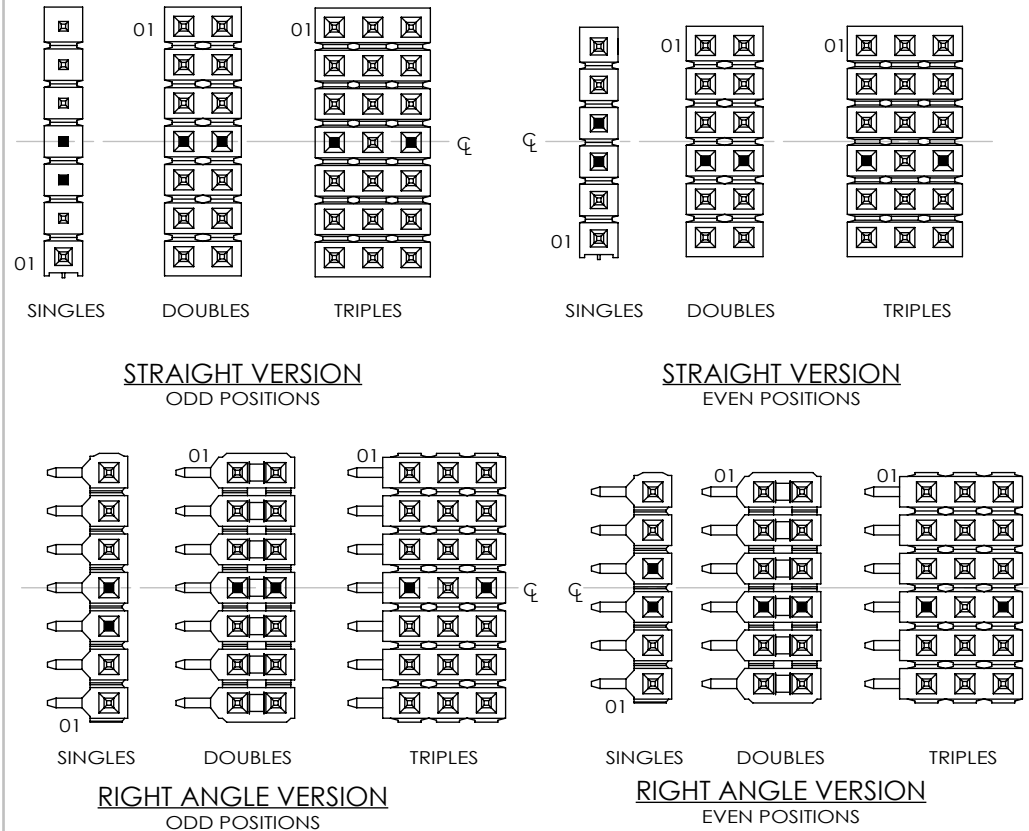 01
01
01
℄
SINGLES
DOUBLES
TRIPLES
STRAIGHT VERSION
ODD POSITIONS
01
01
℄
01
SINGLES
DOUBLES
TRIPLES
STRAIGHT VERSION
EVEN POSITIONS
01
01
℄
01
SINGLES
DOUBLES
TRIPLES
RIGHT ANGLE VERSION
ODD POSITIONS
01
01
℄
01
SINGLES
DOUBLES
TRIPLES
RIGHT ANGLE VERSION
EVEN POSITIONS